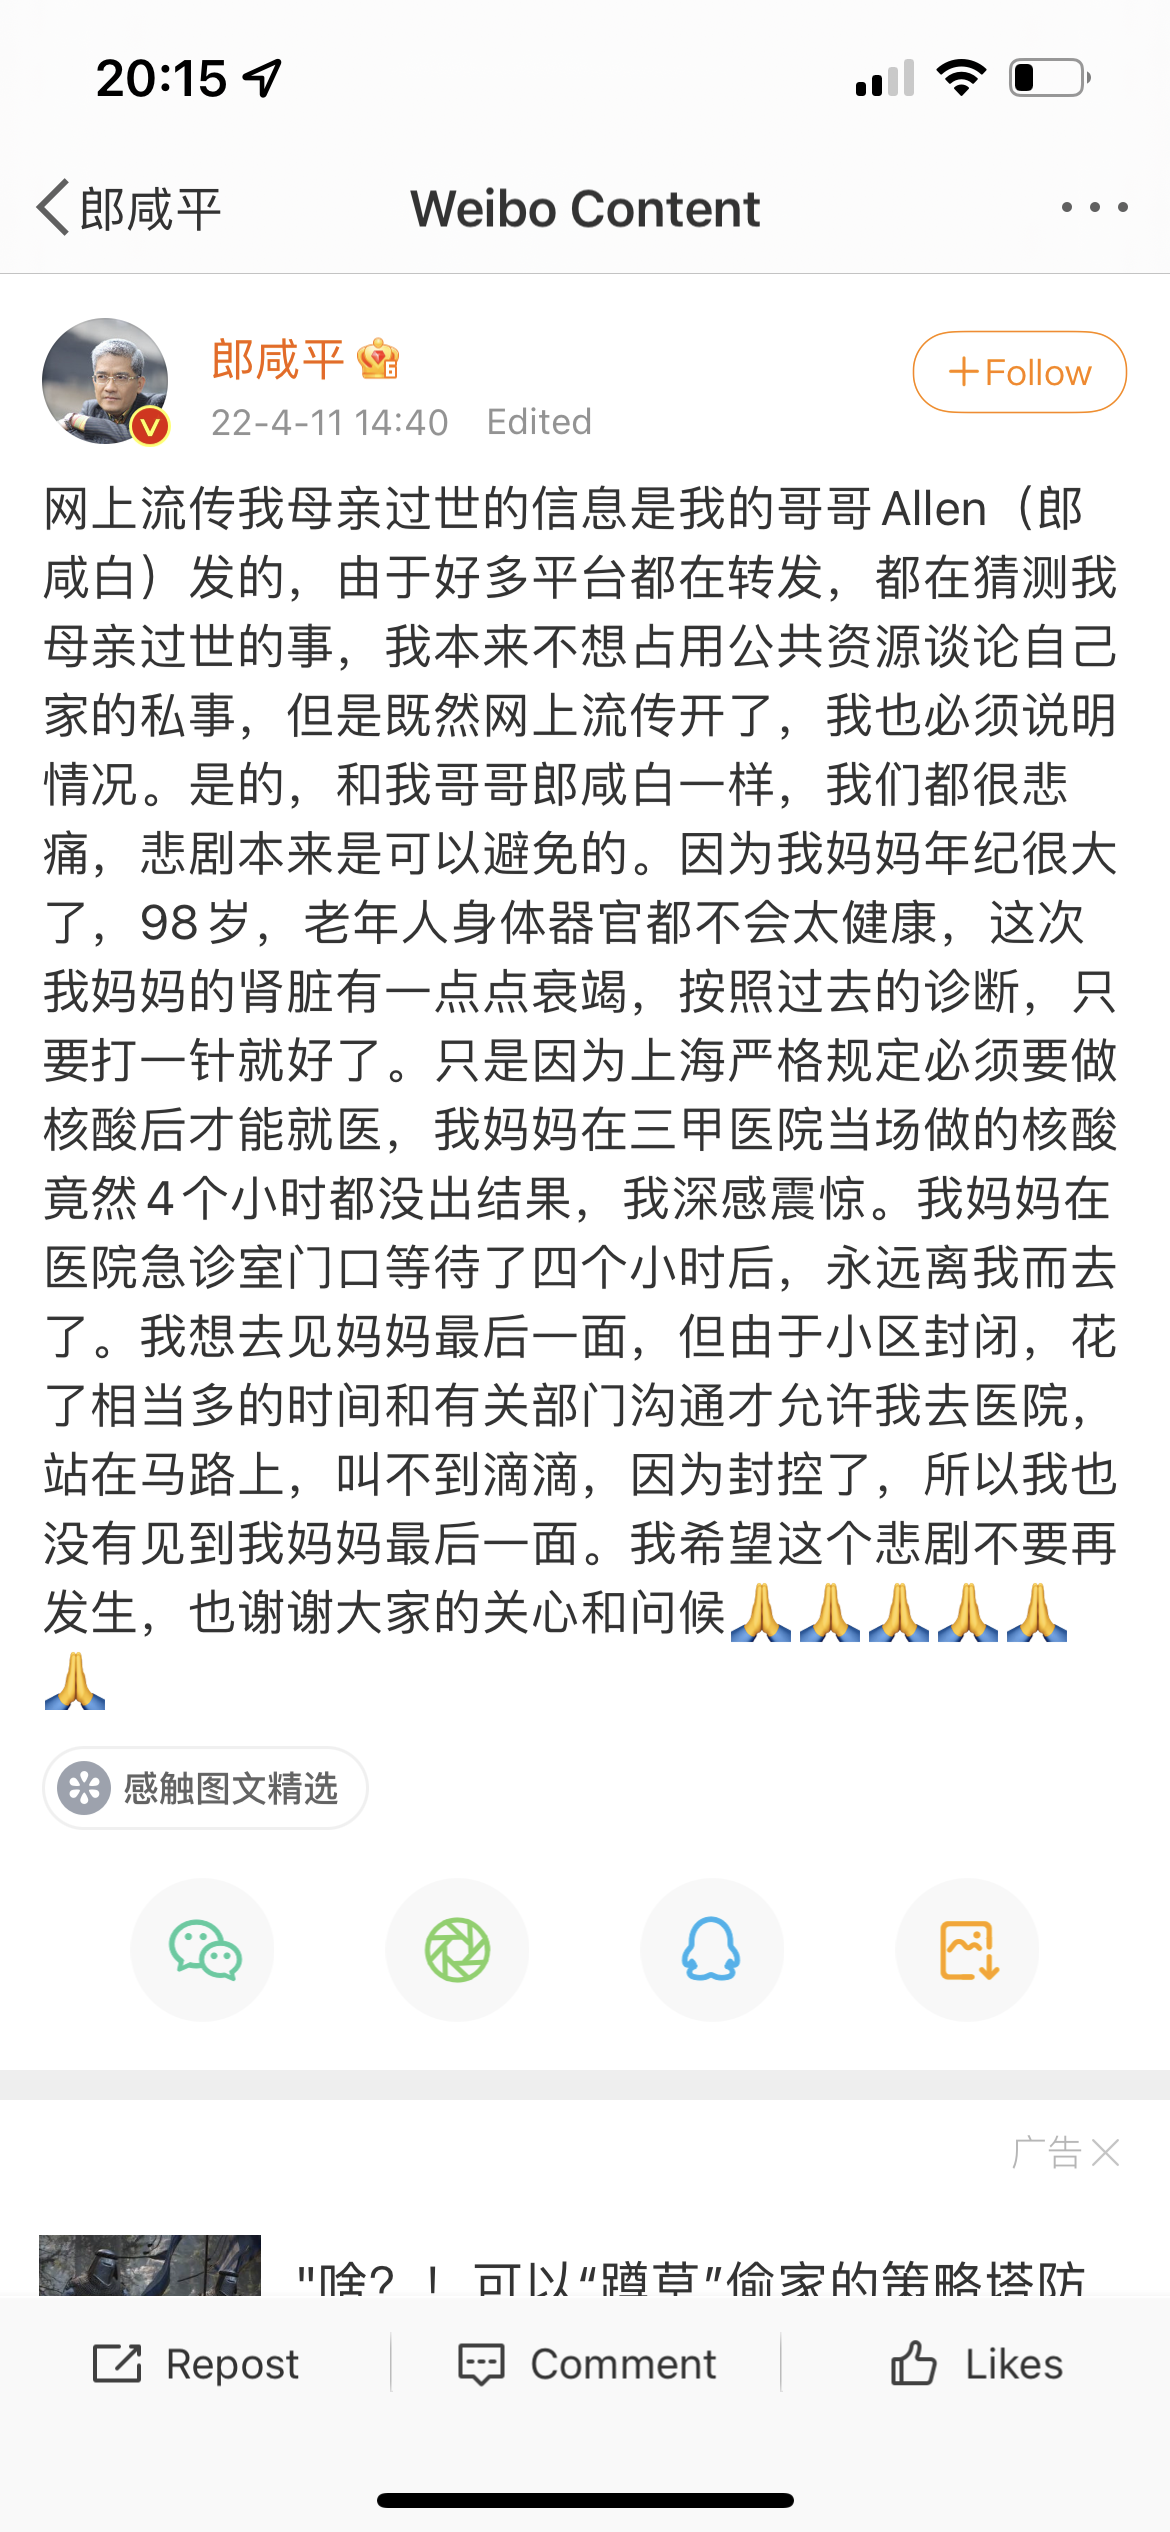 20:15
郎咸平
Weibo Content
郎咸平
22-4-11 14:40 Edited
+Follow
网上流传我母亲过世的信息是我的哥哥Allen（郎
咸白）发的，由于好多平台都在转发，都在猜测我
母亲过世的事，我本来不想占用公共资源谈论自己
家的私事，但是既然网上流传开了，我也必须说明
情况。是的，和我哥哥郎咸白一样，我们都很悲
痛，悲剧本来是可以避免的。因为我妈妈年纪很大
了，98岁，老年人身体器官都不会太健康，这次
我妈妈的肾脏有一点点衰竭，按照过去的诊断，只
要打一针就好了。只是因为上海严格规定必须要做
核酸后才能就医，我妈妈在三甲医院当场做的核酸
竟然4个小时都没出结果，我深感震惊。我妈妈在
医院急诊室门口等待了四个小时后，永远离我而去
了。我想去见妈妈最后一面，但由于小区封闭，花
了相当多的时间和有关部门沟通才允许我去医院，
站在马路上，叫不到滴滴，因为封控了，所以我也
没有见到我妈妈最后一面。我希望这个悲剧不要再
发生，也谢谢大家的关心和问候🙏🙏🙏🙏🙏
🙏
感触图文精选
广告
"啥？！可以“蹲草”偷家的策略塔防
Repost
Comment
Likes